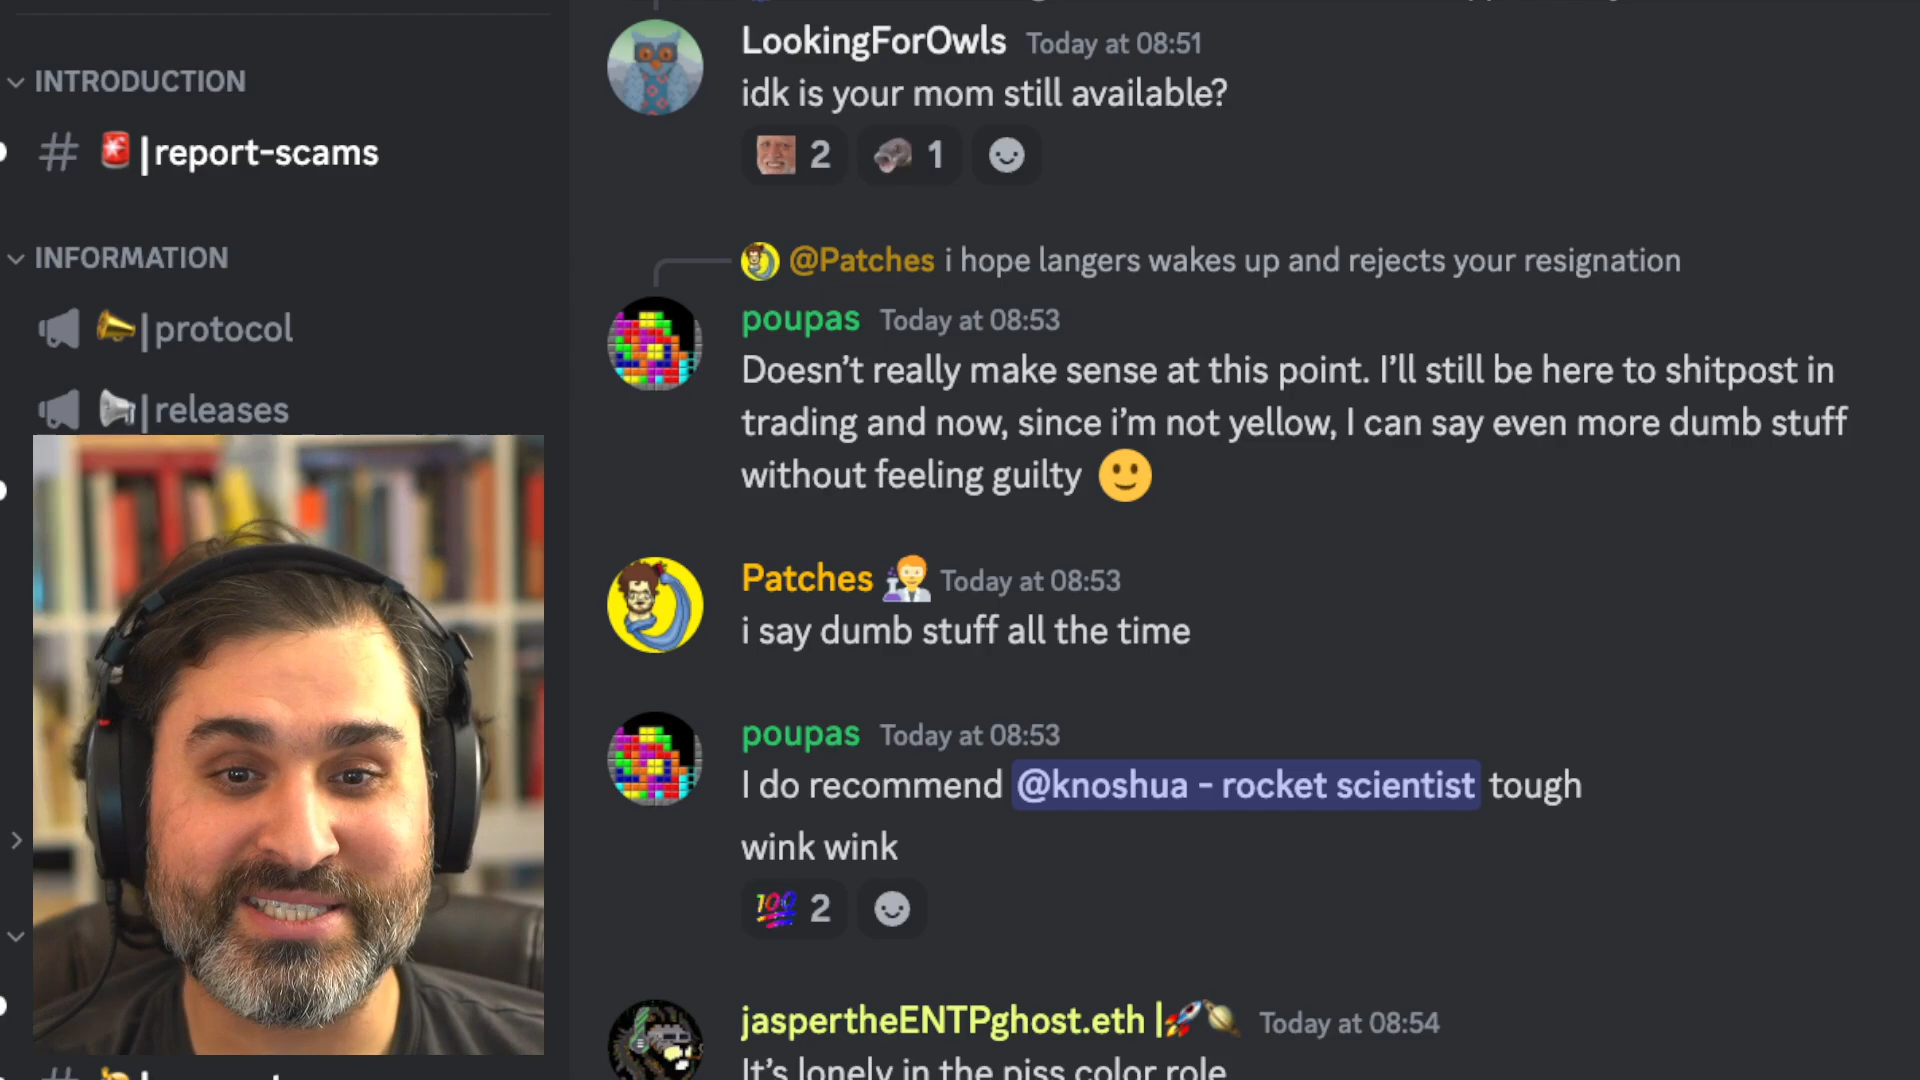 INTRODUCTION
# |report-scams
INFORMATION
|protocol
|releases
LookingForOwls Today at 08:51
idk is your mom still available?
2 1
@Patches i hope langers wakes up and rejects your resignation
poupas Today at 08:53
Doesn’t really make sense at this point. I’ll still be here to shitpost in
trading and now, since i’m not yellow, I can say even more dumb stuff
without feeling guilty
Patches Today at 08:53
i say dumb stuff all the time
poupas Today at 08:53
I do recommend @knoshua - rocket scientist tough
wink wink
100 2
jaspertheENTPghost.eth | Today at 08:54
It’s lonely in the piss color role